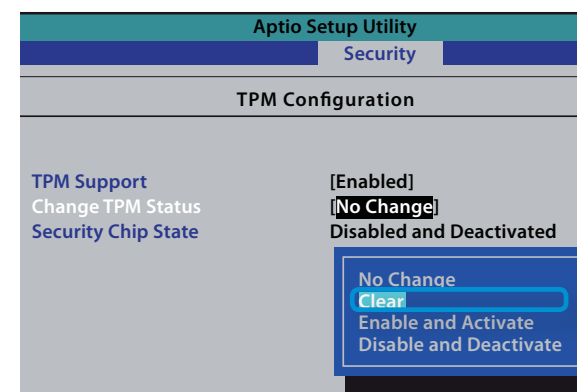 Aptio Setup Utility
Security
TPM Configuration
TPM Support [Enabled]
Change TPM Status [No Change]
Security Chip State Disabled and Deactivated
No Change
Clear
Enable and Activate
Disable and Deactivate